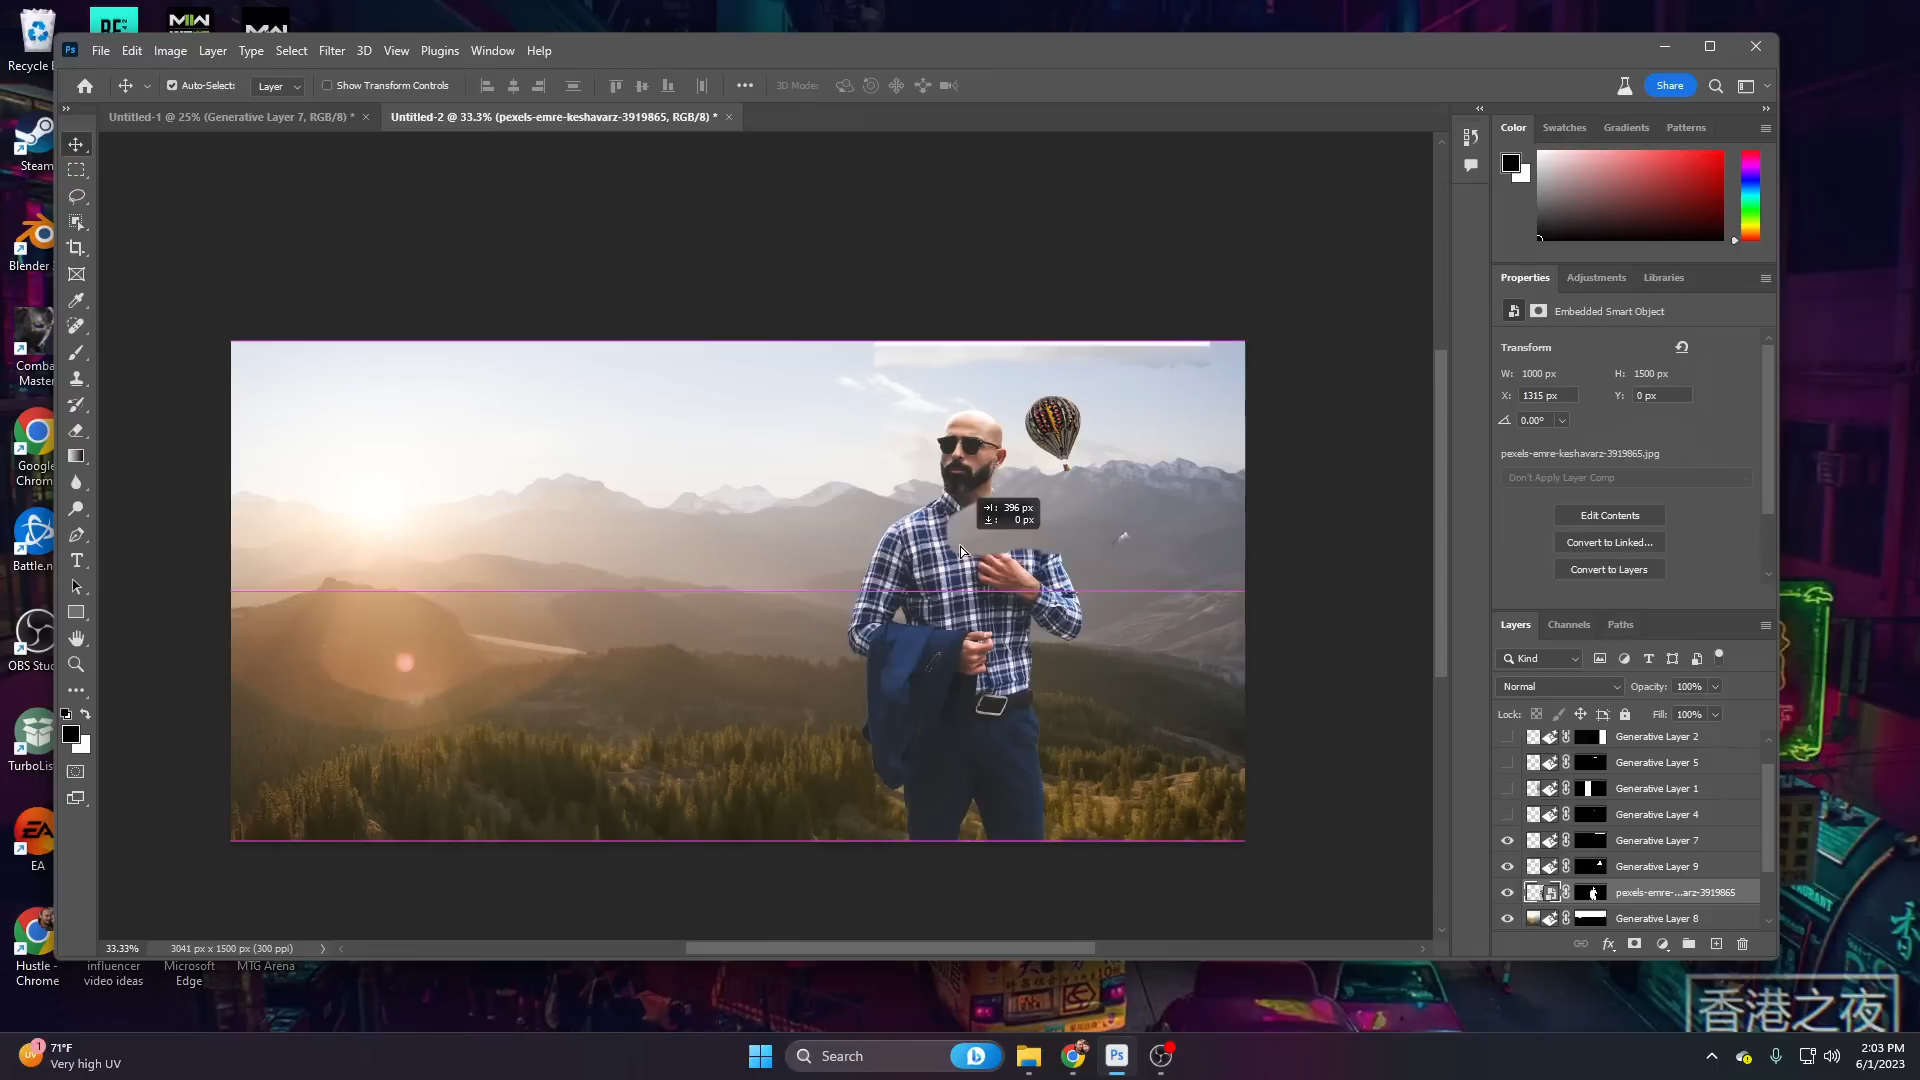 Recycle B
File Edit Image Layer Type Select Filter 3D View Plugins Window Help
Auto-Select: Layer Show Transform Controls 3D Mode: Share
Untitled-1 @ 25% (Generative Layer 7, RGB/8) * Untitled-2 @ 33.3% (pexels-emre-keshavarz-3919865, RGB/8) *
Color Swatches Gradients Patterns
Steam
Blender
Comba
Master
Google
Chrom
Battle.n
OBS Stud
TurboLis
EA
Properties Adjustments Libraries
Embedded Smart Object
Transform
W: 1000 px H: 1500 px
X: 1315 px Y: 0 px
0.00°
pexels-emre-keshavarz-3919865.jpg
Don't Apply Layer Comp
Edit Contents
Convert to Linked...
Convert to Layers
396 px
0 px
Layers Channels Paths
Kind
Normal Opacity: 100%
Lock: Fill: 100%
Generative Layer 2
Generative Layer 5
Generative Layer 1
Generative Layer 4
Generative Layer 7
Generative Layer 9
pexels-emre-...arz-3919865
Generative Layer 8
33.33% 3041 px x 1500 px (300 ppi)
Hustle -
Chrome
influencer
video ideas
Microsoft
Edge
MTG Arena
香港之夜
71°F
Very high UV
Search
Ps
2:03 PM
6/1/2023